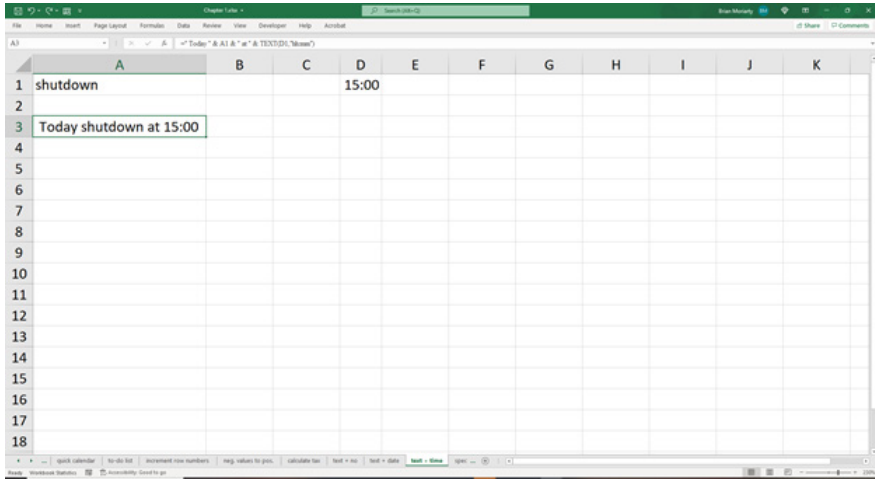 Chapter 7.xlsx
Search (Alt+Q)
Brian Moriarty BM
File Home Insert Page Layout Formulas Data Review View Developer Help Acrobat
Share Comments
A3 =" Today " & A1 & " at " & TEXT(D1,"hh:mm")
A B C D E F G H I J K
1 shutdown 15:00
2
3 Today shutdown at 15:00
4
5
6
7
8
9
10
11
12
13
14
15
16
17
18
... quick calendar to-do list increment row numbers neg. values to pos. calculate tax text + no text + date text + time spec ...
Ready Workbook Statistics Accessibility: Good to go